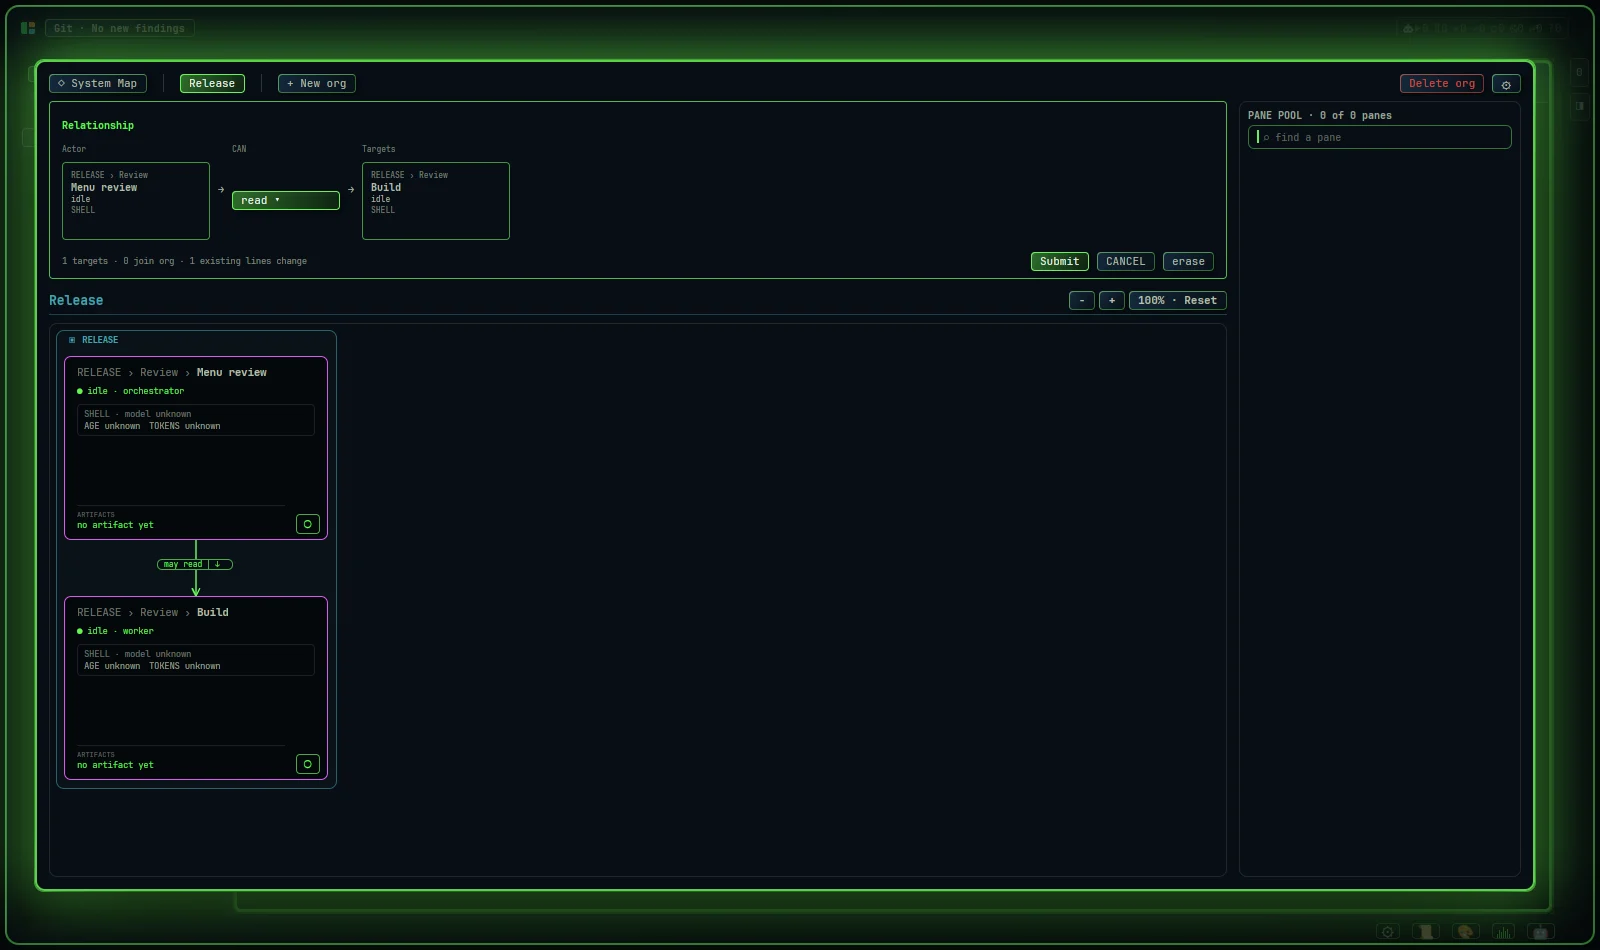 Git · No new findings
◇ System Map
Release
+ New org
Delete org
Relationship
Actor
CAN
Targets
RELEASE › Review
Menu review
idle
SHELL
→
read ▾
→
RELEASE › Review
Build
idle
SHELL
1 targets · 0 join org · 1 existing lines change
Submit
CANCEL
erase
PANE POOL · 0 of 0 panes
find a pane
Release
-
+
100% · Reset
RELEASE
RELEASE › Review › Menu review
idle · orchestrator
SHELL · model unknown
AGE unknown TOKENS unknown
ARTIFACTS
no artifact yet
may read ↓
RELEASE › Review › Build
idle · worker
SHELL · model unknown
AGE unknown TOKENS unknown
ARTIFACTS
no artifact yet